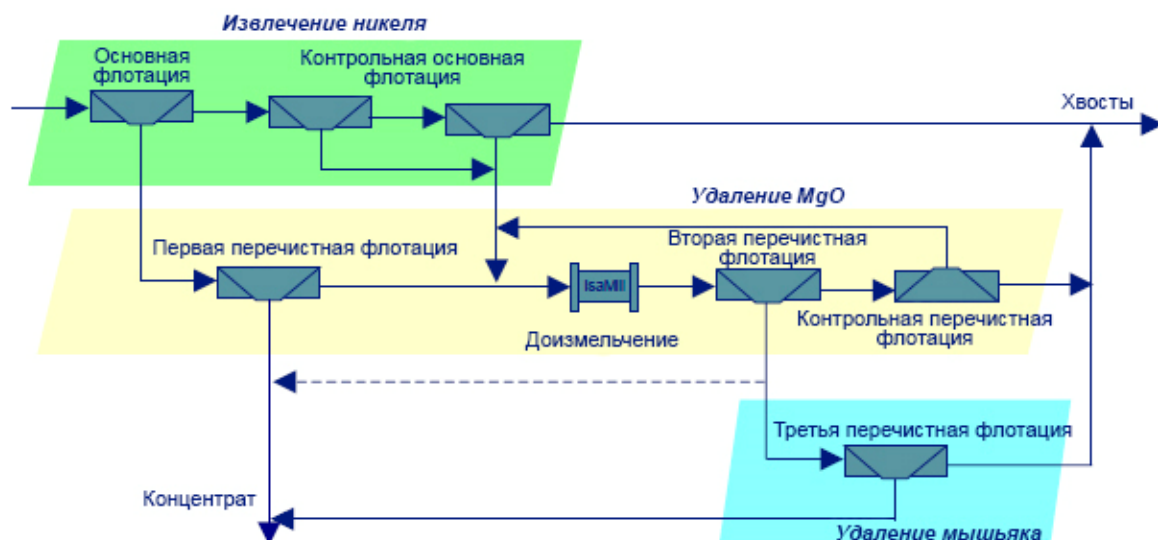 Извлечение никеля
Основная
флотация
Контрольная основная
флотация
Хвосты
Удаление MgO
Первая перечистная флотация
Вторая перечистная
флотация
IsaMill
Контрольная перечистная
флотация
Доизмельчение
Третья перечистная флотация
Концентрат
Удаление мышьяка